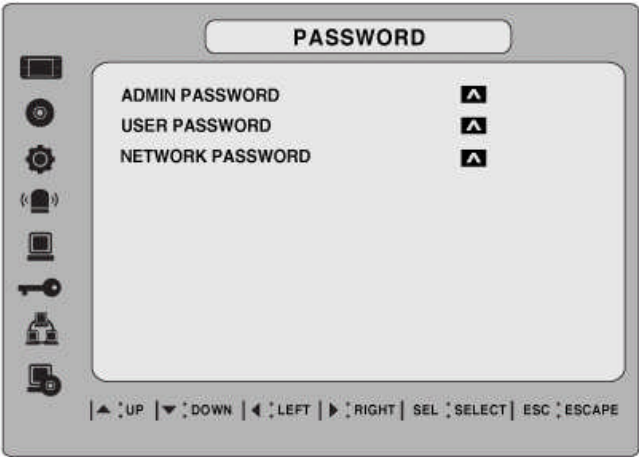 PASSWORD
ADMIN PASSWORD
USER PASSWORD
NETWORK PASSWORD
▲ : UP | ▼ : DOWN | ◀ : LEFT | ▶ : RIGHT | SEL : SELECT | ESC : ESCAPE